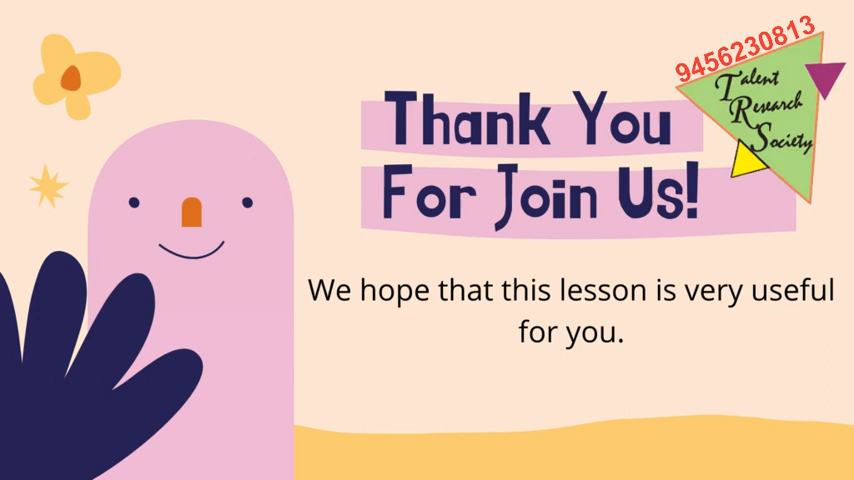 9456230813
Talent
Research
Society
Thank You
For Join Us!
We hope that this lesson is very useful
for you.